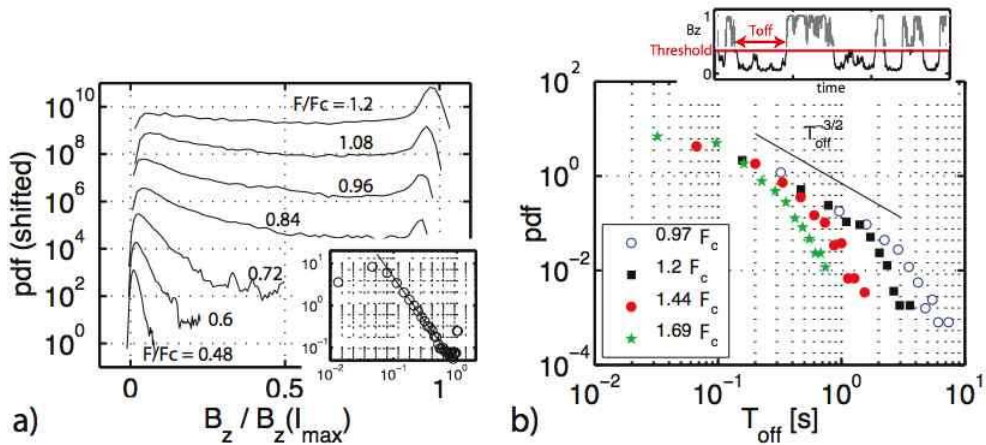 10^10
10^8
10^6
10^4
10^2
10^0
pdf (shifted)
F/Fc = 1.2
1.08
0.96
0.84
0.72
0.6
F/Fc = 0.48
10^1
10^0
10^-1
10^-2
10^-1
10^0
0
0.5
1
B_z / B_z(I_max)
a)
1
Bz
Toff
Threshold
0
time
10^2
10^0
10^-2
10^-4
pdf
T_off^-3/2
0.97 F_c
1.2 F_c
1.44 F_c
1.69 F_c
10^-2
10^-1
10^0
10^1
T_off [s]
b)